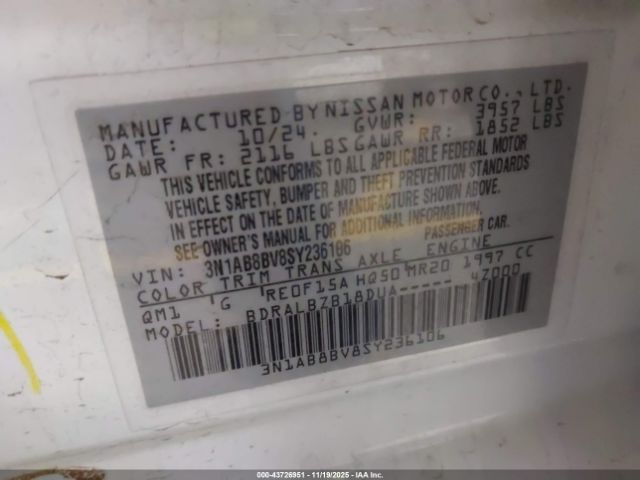 MANUFACTURED BY NISSAN MOTOR CO., LTD.
DATE: 10/24. GVWR: 3957 LBS
GAWR FR: 2116 LBS GAWR RR: 1852 LBS
THIS VEHICLE CONFORMS TO ALL APPLICABLE FEDERAL MOTOR
VEHICLE SAFETY, BUMPER AND THEFT PREVENTION STANDARDS
IN EFFECT ON THE DATE OF MANUFACTURE SHOWN ABOVE.
SEE OWNER'S MANUAL FOR ADDITIONAL INFORMATION.
VIN: 3N1AB8BV8SY236106 PASSENGER CAR.
COLOR TRIM TRANS AXLE ENGINE
QM1 G RE0F15A HQ50 MR20 1997 CC
MODEL: BDRALBZB18DUA----- 4Z000
3N1AB8BV8SY236106
000-43726951 - 11/19/2025 - IAA Inc.